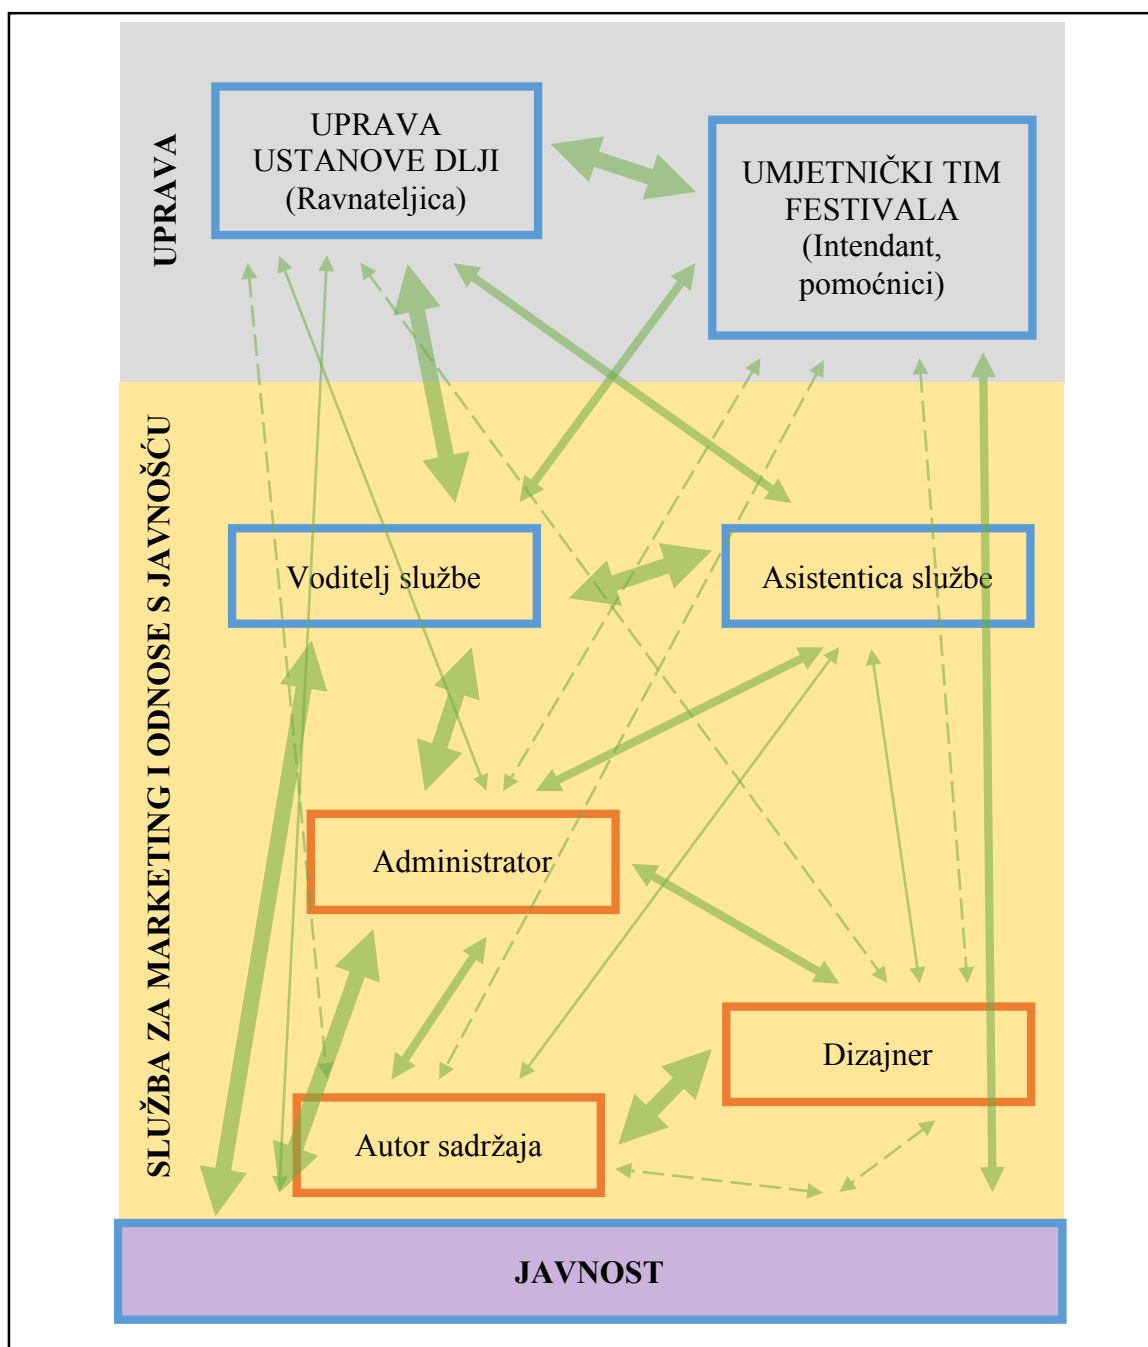 UPRAVA
UPRAVA
USTANOVE DLJI
(Ravnateljica)
UMJETNIČKI TIM
FESTIVALA
(Intendant,
pomoćnici)
SLUŽBA ZA MARKETING I ODNOSE S JAVNOŠĆU
Voditelj službe
Asistentica službe
Administrator
Dizajner
Autor sadržaja
JAVNOST